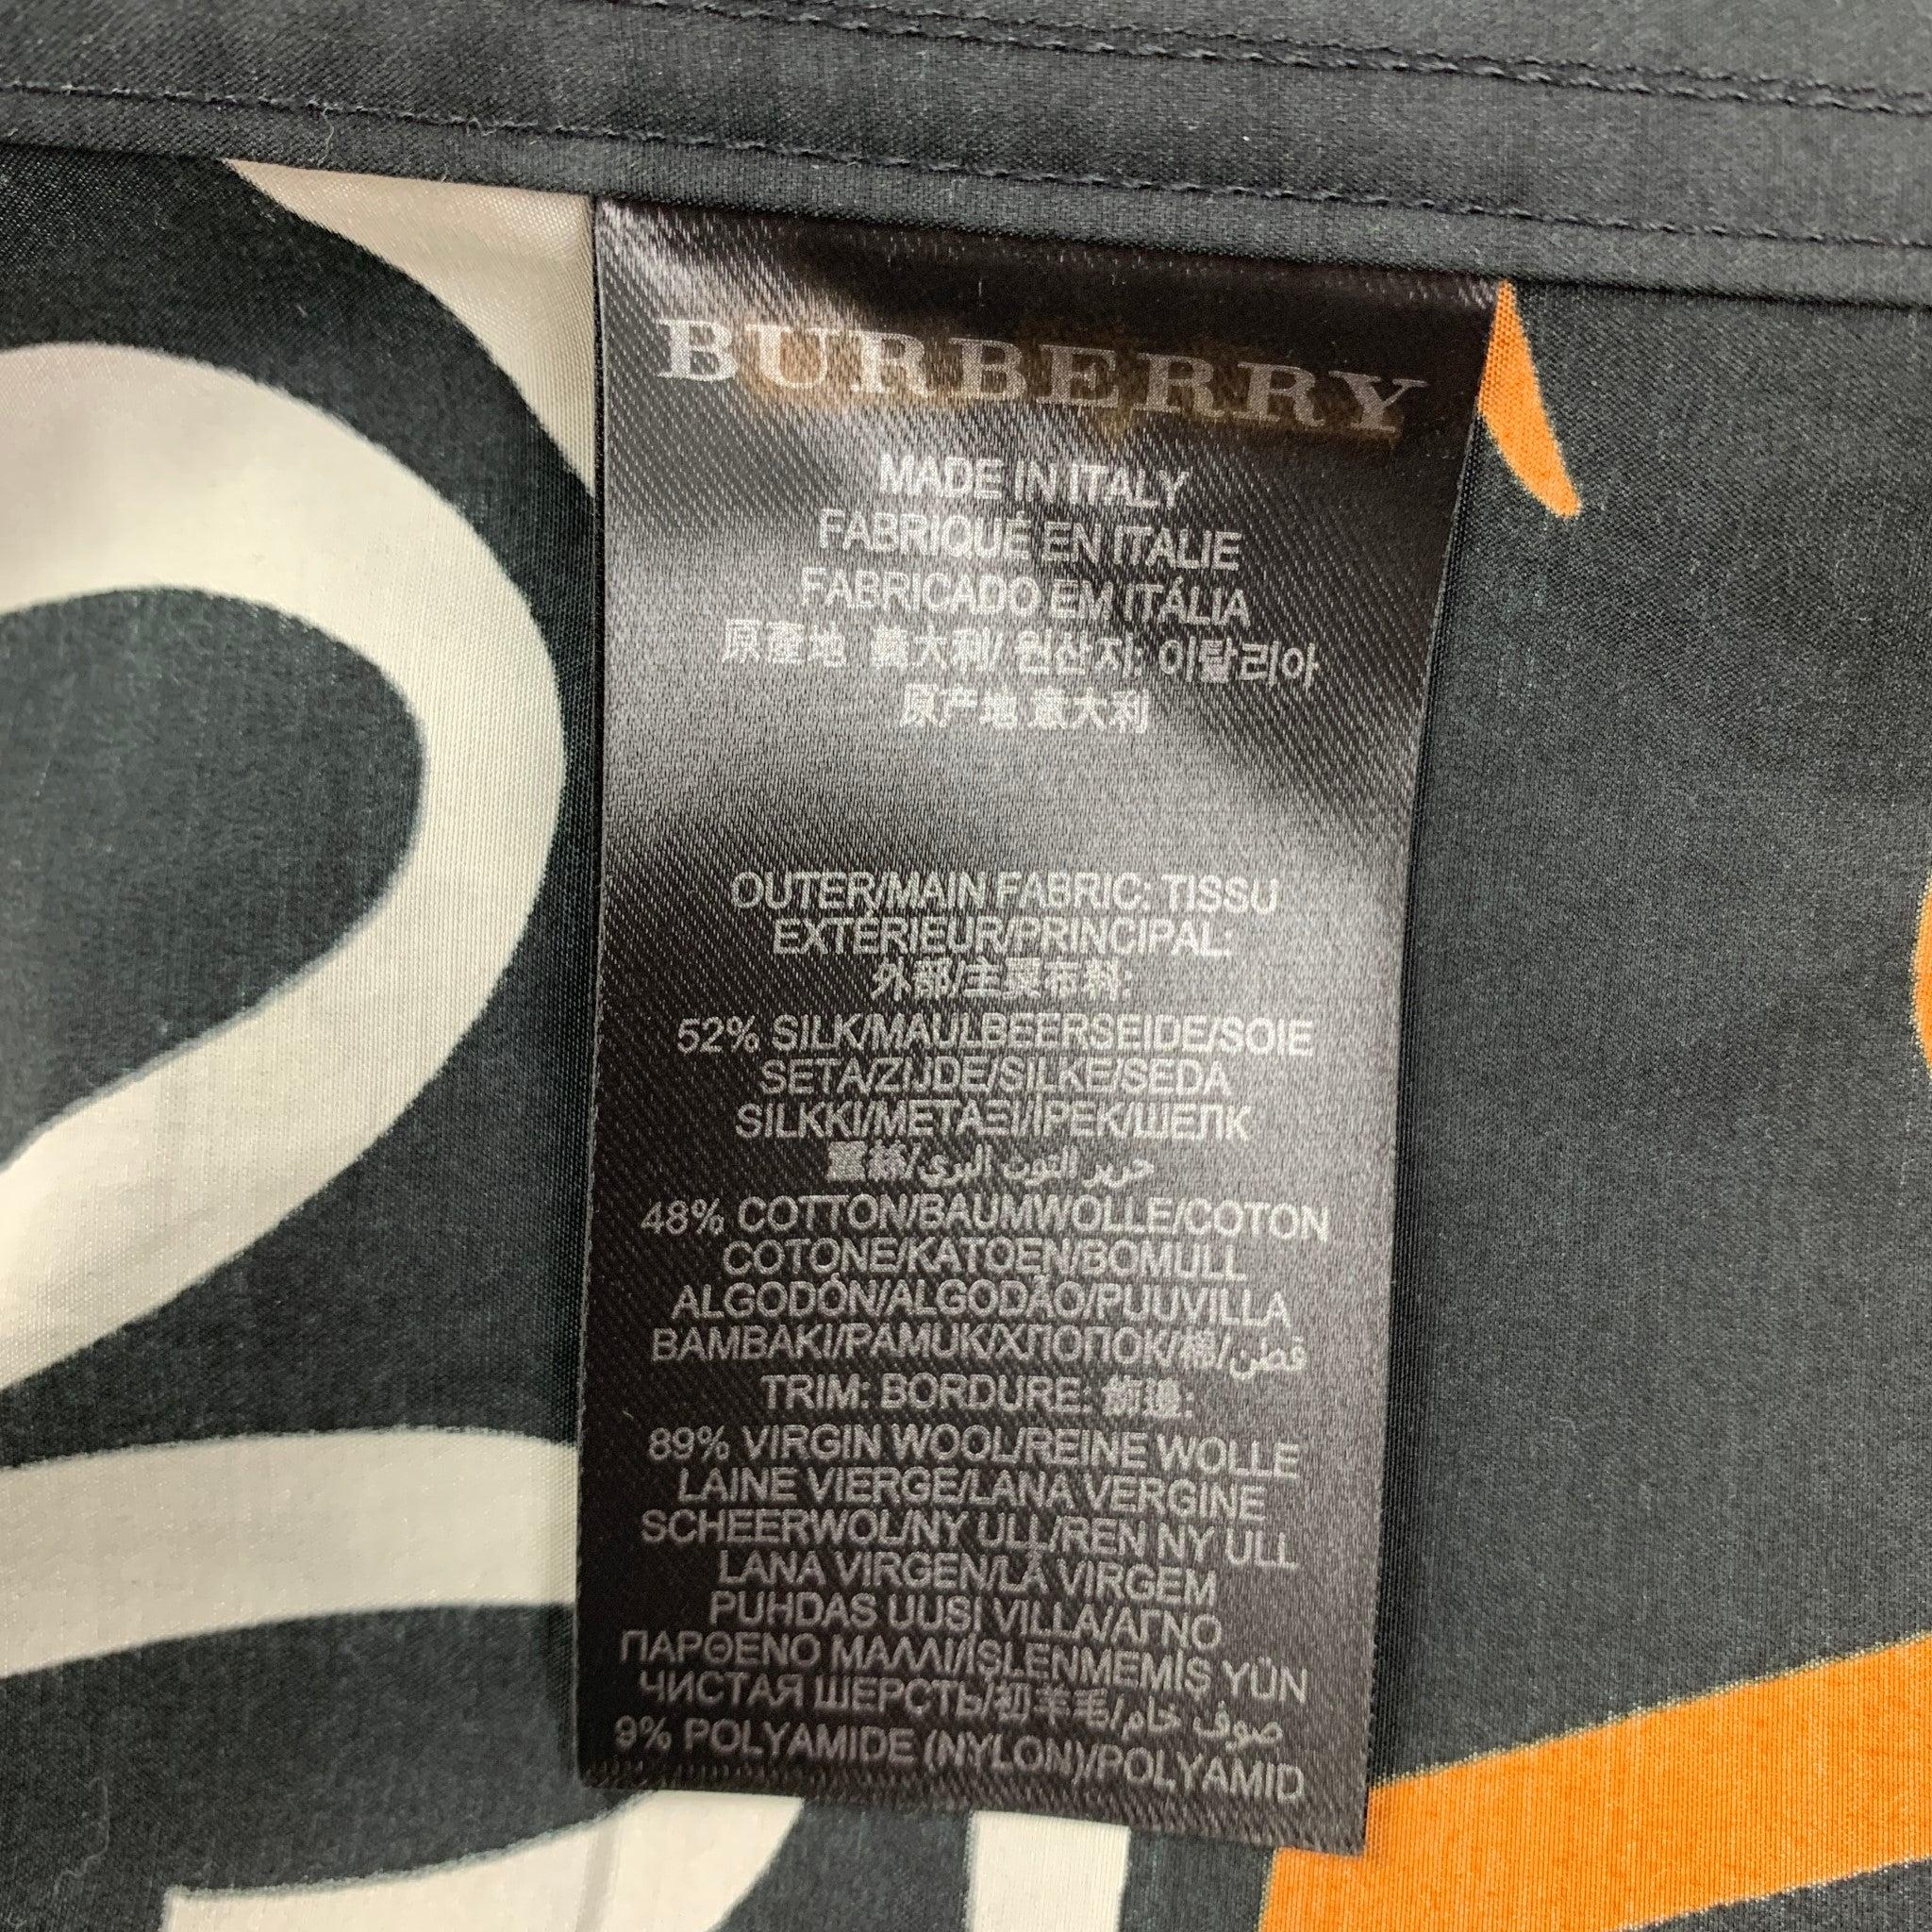 BURBERRY
MADE IN ITALY
FABRIQUÉ EN ITALIE
FABRICADO EM ITÁLIA
原產地 義大利/ 원산지: 이탈리아
原产地 意大利
OUTER/MAIN FABRIC: TISSU
EXTÉRIEUR/PRINCIPAL:
外部/主要布料:
52% SILK/MAULBEERSEIDE/SOIE
SETA/ZIJDE/SILKE/SEDA
SILKKI/ΜΕΤΑΞΙ/İPEK/ШЕЛК
蠶絲/حرير التوت البري
48% COTTON/BAUMWOLLE/COTON
COTONE/KATOEN/BOMULL
ALGODÓN/ALGODÃO/PUUVILLA
BAMBAKI/PAMUK/ХЛОПОК/棉/قطن
TRIM: BORDURE: 飾邊:
89% VIRGIN WOOL/REINE WOLLE
LAINE VIERGE/LANA VERGINE
SCHEERWOL/NY ULL/REN NY ULL
LANA VIRGEN/LÃ VIRGEM
PUHDAS UUSI VILLA/ΑΓΝΟ
ΠΑΡΘΕΝΟ ΜΑΛΛΙ/İŞLENMEMİŞ YÜN
ЧИСТАЯ ШЕРСТЬ/初羊毛/صوف خام
9% POLYAMIDE (NYLON)/POLYAMID